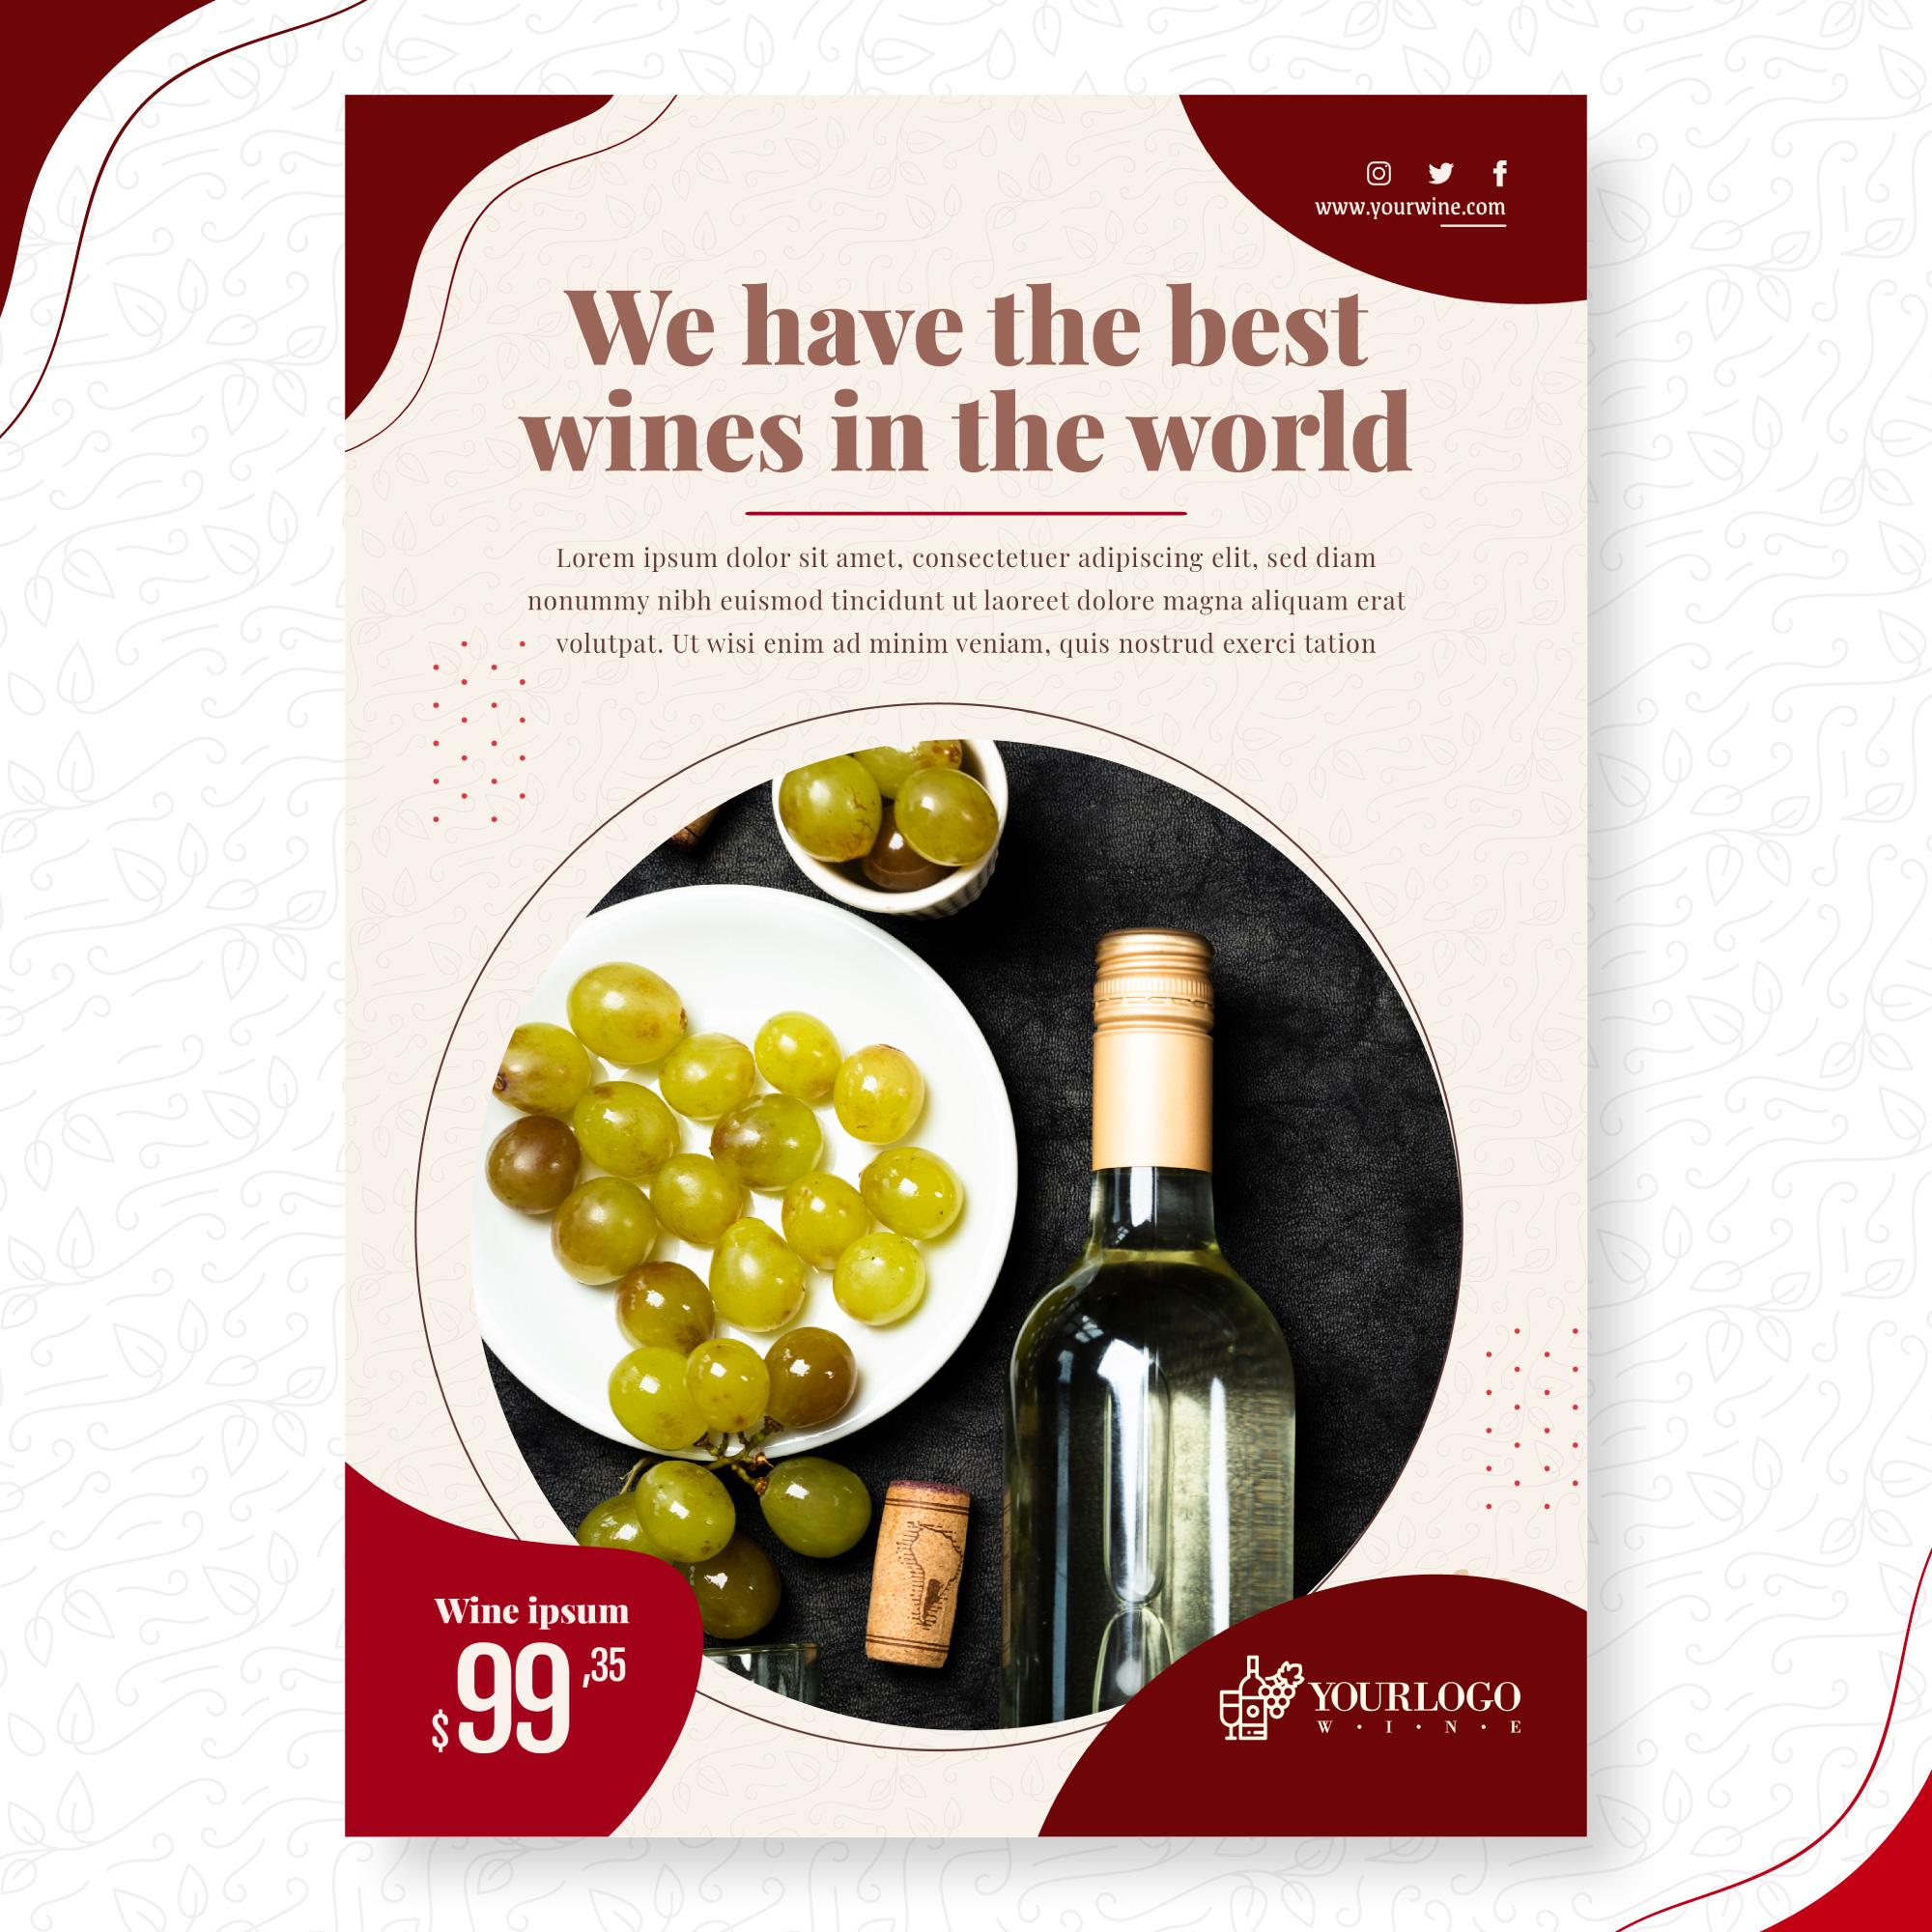 www.yourwine.com
We have the best
wines in the world
Lorem ipsum dolor sit amet, consectetuer adipiscing elit, sed diam
nonummy nibh euismod tincidunt ut laoreet dolore magna aliquam erat
volutpat. Ut wisi enim ad minim veniam, quis nostrud exerci tation
Wine ipsum
$99,35
YOURLOGO
W · I · N · E